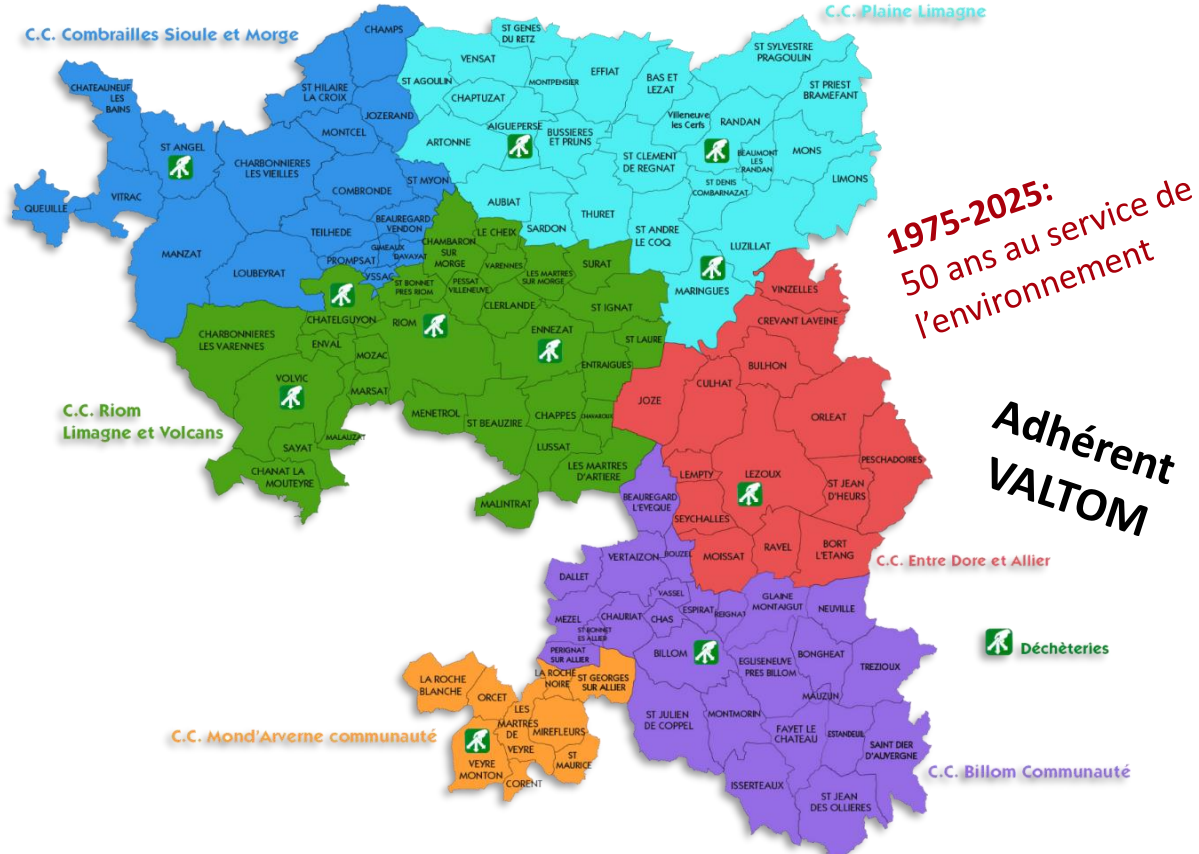 C.C. Plaine Limagne
C.C. Combrailles Sioule et Morge
CHAMPS
ST GENES
DU RETZ
ST SYLVESTRE
PRAGOULIN
VENSAT
EFFIAT
ST AGOULIN
MONTPENSIER
BAS ET
LEZAT
ST PRIEST
BRAMEFANT
CHATEAUNEUF
LES
BAINS
ST HILAIRE
LA CROIX
CHAPTUZAT
JOZERAND
Villeneuve
les Cerfs
RANDAN
MONTCEL
AIGUEPERSE
BUSSIERES
ET PRUNS
ARTONNE
ST ANGEL
CHARBONNIERES
LES VIEILLES
ST CLEMENT
DE REGNAT
BEAUMONT
LES
RANDAN
MONS
LIMONS
ST MYON
COMBRONDE
ST DENIS
COMBARNAZAT
VITRAC
QUEUILLE
AUBIAT
THURET
BEAUREGARD
VENDON
TEILHEDE
SARDON
ST ANDRE
LE COQ
LE CHEIX
LUZILLAT
GIMEAUX
DAVAYAT
CHAMBARON
SUR
MORGE
MANZAT
PROMPSAT
VARENNES
SURAT
LOUBEYRAT
YSSAC
ST BONNET
PRES RIOM
PESSAT
VILLENEUVE
LES MARTRES
SUR MORGE
MARINGUES
VINZELLES
1975-2025:
50 ans au service de
l'environnement
CLERLANDE
ST IGNAT
CHATELGUYON
RIOM
CREVANT LAVEINE
CHARBONNIERES
LES VARENNES
ENNEZAT
ENVAL
ST LAURE
MOZAC
ENTRAIGUES
BULHON
VOLVIC
CULHAT
MARSAT
JOZE
C.C. Riom
Limagne et Volcans
MENETROL
CHAPPES
CHAVAROUX
ORLEAT
ST BEAUZIRE
MALAUZAT
SAYAT
LUSSAT
Adhérent
VALTOM
PESCHADOIRES
CHANAT LA
MOUTEYRE
LES MARTRES
D'ARTIERE
LEMPTY
LEZOUX
ST JEAN
D'HEURS
MALINTRAT
BEAUREGARD
L'EVEQUE
SEYCHALLES
RAVEL
BORT
L'ETANG
VERTAIZON
BOUZEL
MOISSAT
C.C. Entre Dore et Allier
DALLET
VASSEL
GLAINE
MONTAIGUT
NEUVILLE
MEZEL
CHAURIAT
CHAS
ESPIRAT
REIGNAT
ST BONNET
ES ALLIER
PERIGNAT
SUR ALLIER
BILLOM
EGLISENEUVE
PRES BILLOM
BONGHEAT
TREZIOUX
Déchèteries
LA ROCHE
BLANCHE
LA ROCHE
NOIRE
ST GEORGES
SUR ALLIER
ORCET
MAUZUN
LES
MARTRES
DE
VEYRE
MIREFLEURS
ST JULIEN
DE COPPEL
MONTMORIN
FAYET LE
CHATEAU
ESTANDEUIL
C.C. Mond'Arverne communauté
SAINT DIER
D'AUVERGNE
VEYRE
MONTON
ST
MAURICE
CORENT
C.C. Billom Communauté
ISSERTEAUX
ST JEAN
DES OLLIERES